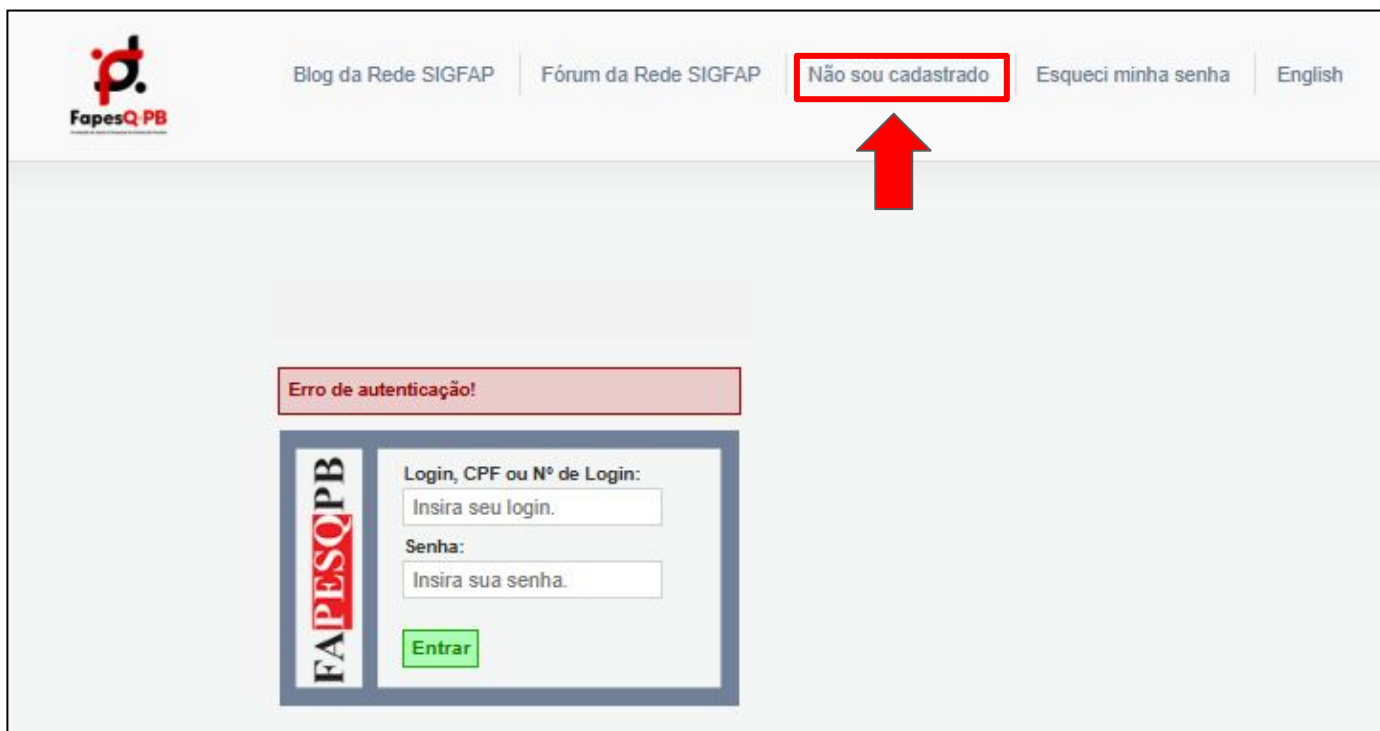 Blog da Rede SIGFAP
Fórum da Rede SIGFAP
Não sou cadastrado
Esqueci minha senha
English
FapesQ-PB
Erro de autenticação!
FAPESQPB
Login, CPF ou Nº de Login:
Insira seu login.
Senha:
Insira sua senha.
Entrar